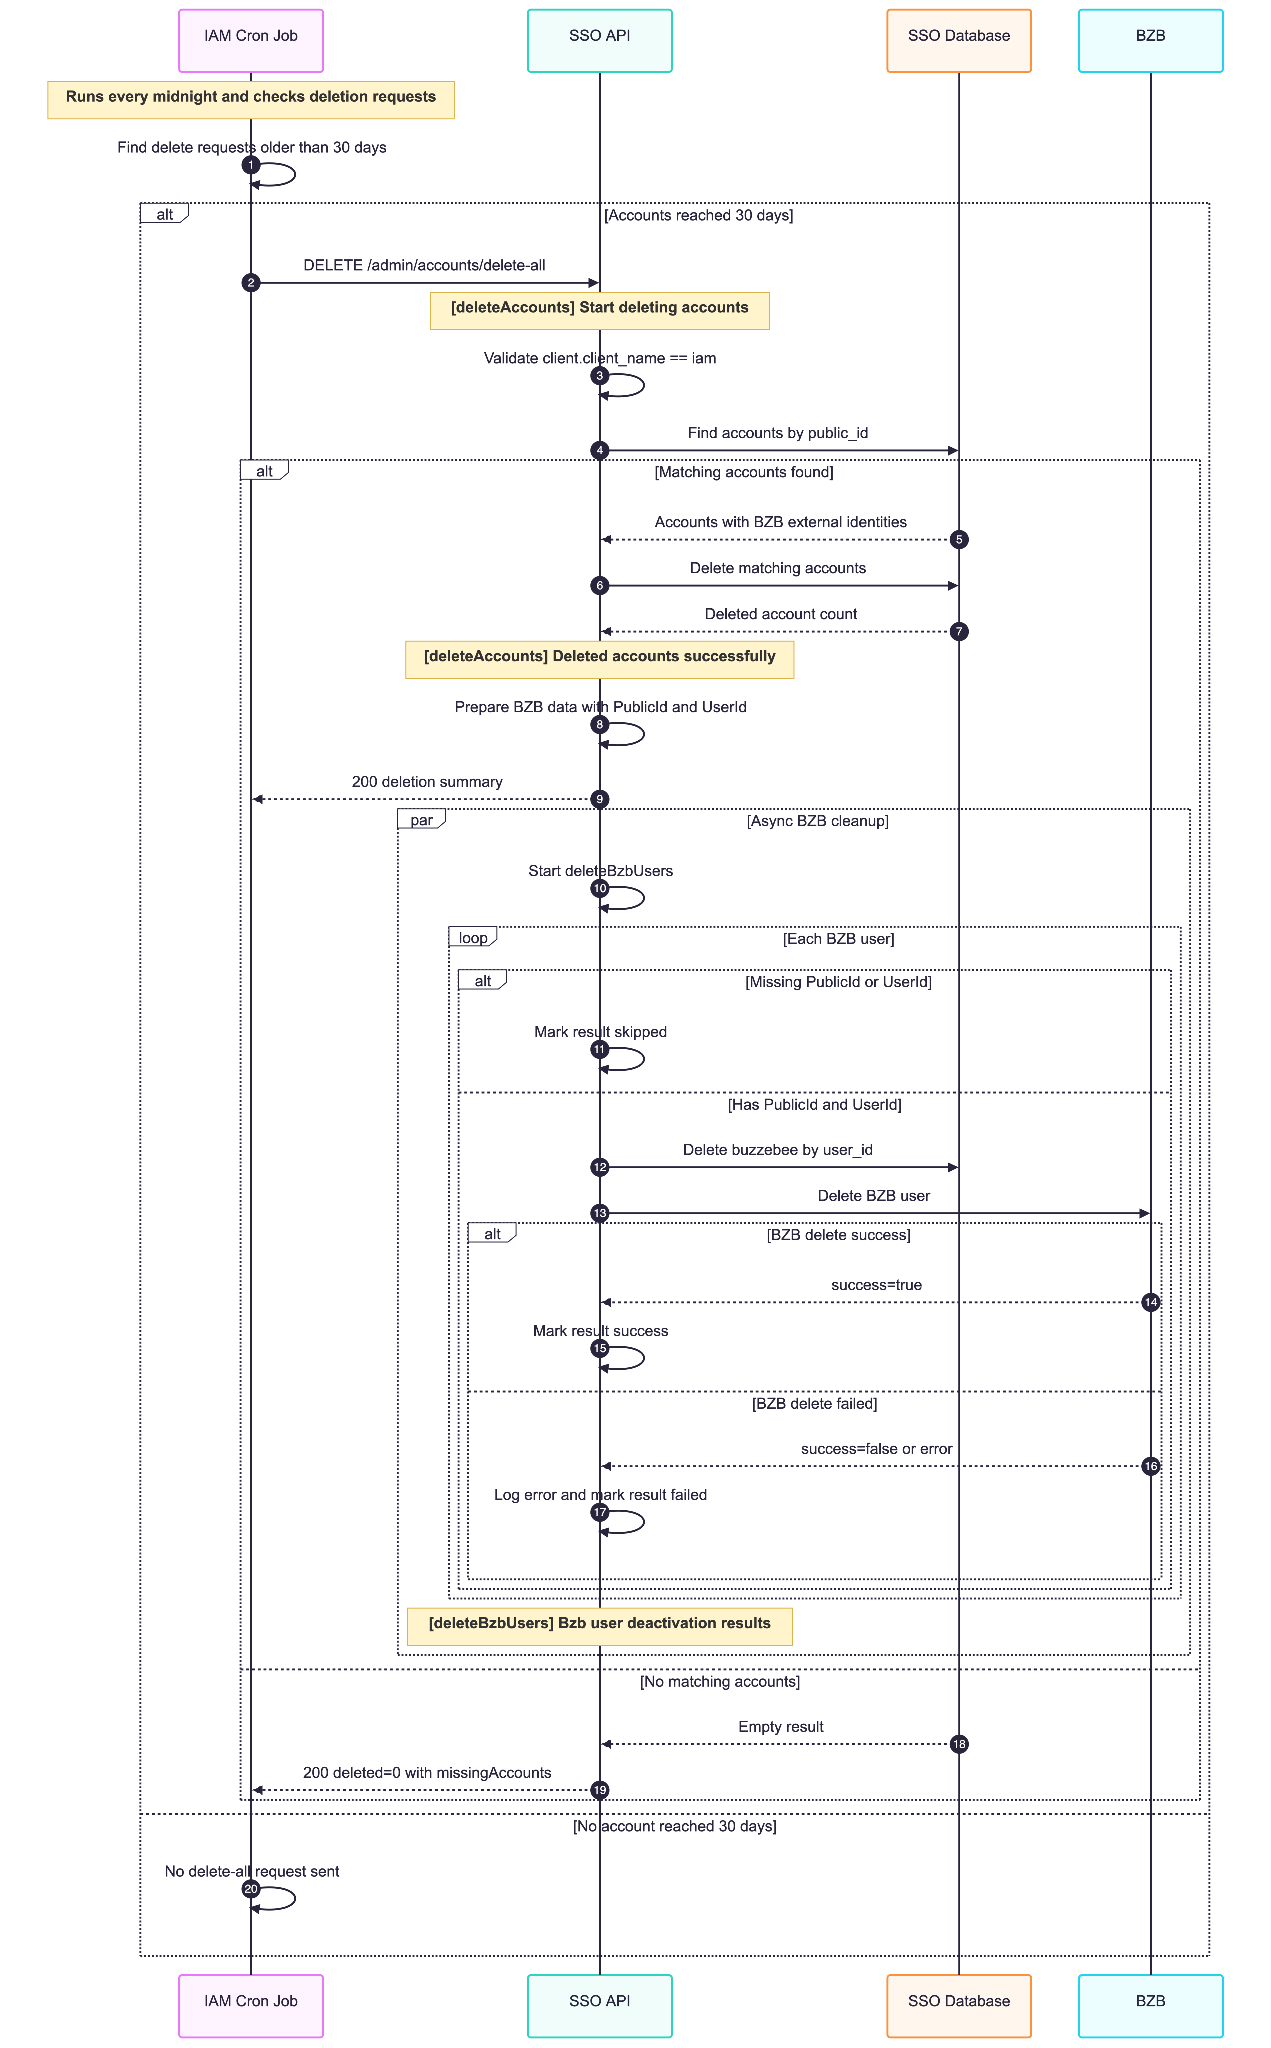 IAM Cron Job
SSO API
SSO Database
BZB
Runs every midnight and checks deletion requests
Find delete requests older than 30 days
1
alt
[Accounts reached 30 days]
DELETE /admin/accounts/delete-all
2
[deleteAccounts] Start deleting accounts
Validate client.client_name == iam
3
Find accounts by public_id
4
alt
[Matching accounts found]
Accounts with BZB external identities
5
Delete matching accounts
6
Deleted account count
7
[deleteAccounts] Deleted accounts successfully
Prepare BZB data with PublicId and UserId
8
200 deletion summary
9
par
[Async BZB cleanup]
Start deleteBzbUsers
10
loop
[Each BZB user]
alt
[Missing PublicId or UserId]
Mark result skipped
11
[Has PublicId and UserId]
Delete buzzebee by user_id
12
Delete BZB user
13
alt
[BZB delete success]
success=true
14
Mark result success
15
[BZB delete failed]
success=false or error
16
Log error and mark result failed
17
[deleteBzbUsers] Bzb user deactivation results
[No matching accounts]
Empty result
18
200 deleted=0 with missingAccounts
19
[No account reached 30 days]
No delete-all request sent
20
IAM Cron Job
SSO API
SSO Database
BZB